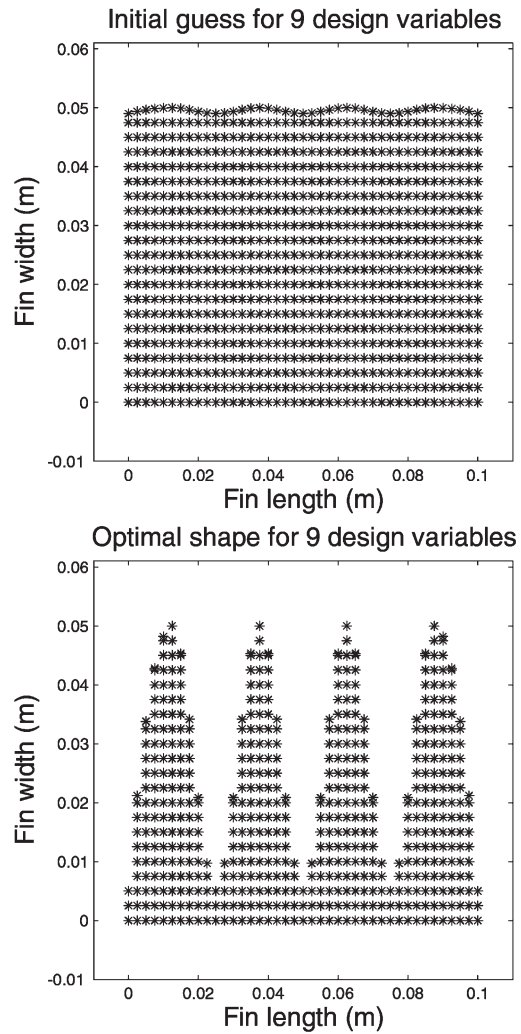 Initial guess for 9 design variables
0.06
0.05
0.04
0.03
0.02
0.01
0
-0.01
Fin width (m)
0 0.02 0.04 0.06 0.08 0.1
Fin length (m)
Optimal shape for 9 design variables
0.06
0.05
0.04
0.03
0.02
0.01
0
-0.01
Fin width (m)
0 0.02 0.04 0.06 0.08 0.1
Fin length (m)